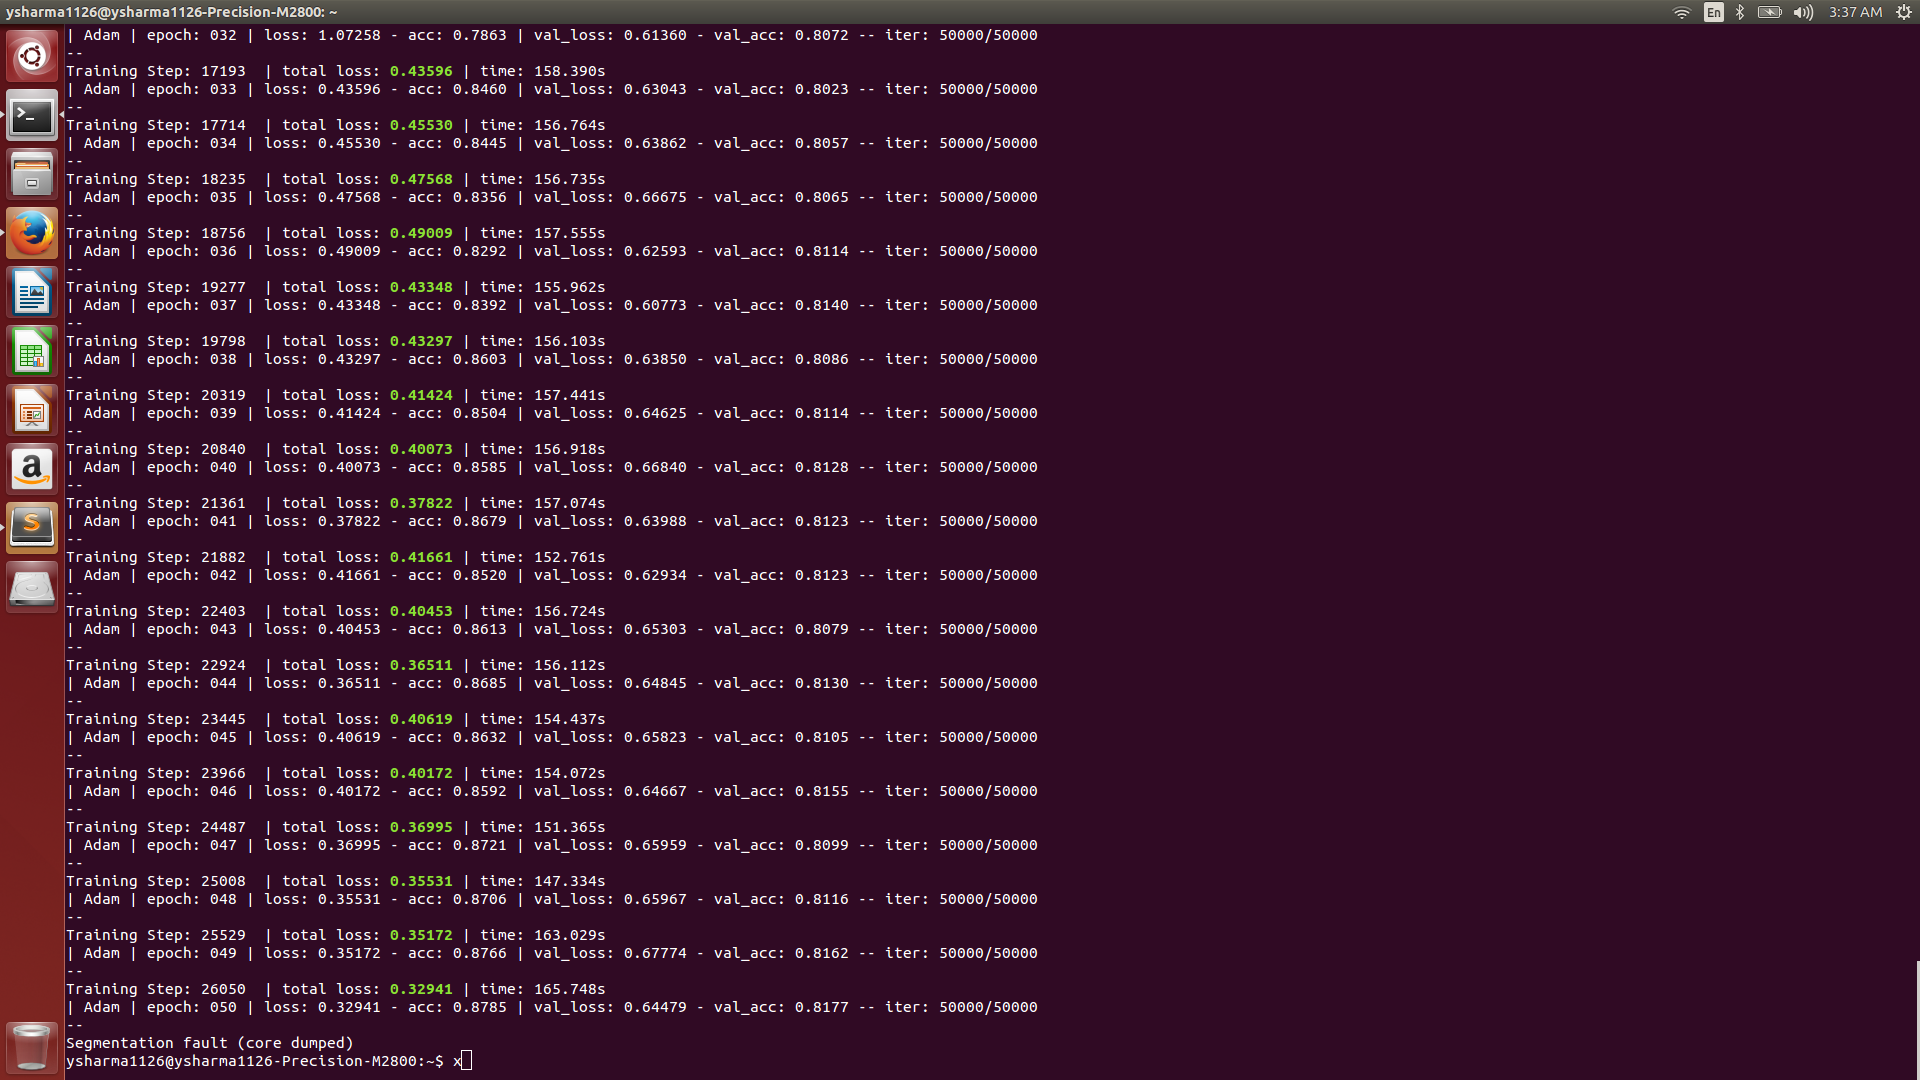 ysharma1126@ysharma1126-Precision-M2800: ~
En
3:37 AM
| Adam | epoch: 032 | loss: 1.07258 - acc: 0.7863 | val_loss: 0.61360 - val_acc: 0.8072 -- iter: 50000/50000
--
Training Step: 17193  | total loss: 0.43596 | time: 158.390s
| Adam | epoch: 033 | loss: 0.43596 - acc: 0.8460 | val_loss: 0.63043 - val_acc: 0.8023 -- iter: 50000/50000
--
Training Step: 17714  | total loss: 0.45530 | time: 156.764s
| Adam | epoch: 034 | loss: 0.45530 - acc: 0.8445 | val_loss: 0.63862 - val_acc: 0.8057 -- iter: 50000/50000
--
Training Step: 18235  | total loss: 0.47568 | time: 156.735s
| Adam | epoch: 035 | loss: 0.47568 - acc: 0.8356 | val_loss: 0.66675 - val_acc: 0.8065 -- iter: 50000/50000
--
Training Step: 18756  | total loss: 0.49009 | time: 157.555s
| Adam | epoch: 036 | loss: 0.49009 - acc: 0.8292 | val_loss: 0.62593 - val_acc: 0.8114 -- iter: 50000/50000
--
Training Step: 19277  | total loss: 0.43348 | time: 155.962s
| Adam | epoch: 037 | loss: 0.43348 - acc: 0.8392 | val_loss: 0.60773 - val_acc: 0.8140 -- iter: 50000/50000
--
Training Step: 19798  | total loss: 0.43297 | time: 156.103s
| Adam | epoch: 038 | loss: 0.43297 - acc: 0.8603 | val_loss: 0.63850 - val_acc: 0.8086 -- iter: 50000/50000
--
Training Step: 20319  | total loss: 0.41424 | time: 157.441s
| Adam | epoch: 039 | loss: 0.41424 - acc: 0.8504 | val_loss: 0.64625 - val_acc: 0.8114 -- iter: 50000/50000
--
Training Step: 20840  | total loss: 0.40073 | time: 156.918s
| Adam | epoch: 040 | loss: 0.40073 - acc: 0.8585 | val_loss: 0.66840 - val_acc: 0.8128 -- iter: 50000/50000
--
Training Step: 21361  | total loss: 0.37822 | time: 157.074s
| Adam | epoch: 041 | loss: 0.37822 - acc: 0.8679 | val_loss: 0.63988 - val_acc: 0.8123 -- iter: 50000/50000
--
Training Step: 21882  | total loss: 0.41661 | time: 152.761s
| Adam | epoch: 042 | loss: 0.41661 - acc: 0.8520 | val_loss: 0.62934 - val_acc: 0.8123 -- iter: 50000/50000
--
Training Step: 22403  | total loss: 0.40453 | time: 156.724s
| Adam | epoch: 043 | loss: 0.40453 - acc: 0.8613 | val_loss: 0.65303 - val_acc: 0.8079 -- iter: 50000/50000
--
Training Step: 22924  | total loss: 0.36511 | time: 156.112s
| Adam | epoch: 044 | loss: 0.36511 - acc: 0.8685 | val_loss: 0.64845 - val_acc: 0.8130 -- iter: 50000/50000
--
Training Step: 23445  | total loss: 0.40619 | time: 154.437s
| Adam | epoch: 045 | loss: 0.40619 - acc: 0.8632 | val_loss: 0.65823 - val_acc: 0.8105 -- iter: 50000/50000
--
Training Step: 23966  | total loss: 0.40172 | time: 154.072s
| Adam | epoch: 046 | loss: 0.40172 - acc: 0.8592 | val_loss: 0.64667 - val_acc: 0.8155 -- iter: 50000/50000
--
Training Step: 24487  | total loss: 0.36995 | time: 151.365s
| Adam | epoch: 047 | loss: 0.36995 - acc: 0.8721 | val_loss: 0.65959 - val_acc: 0.8099 -- iter: 50000/50000
--
Training Step: 25008  | total loss: 0.35531 | time: 147.334s
| Adam | epoch: 048 | loss: 0.35531 - acc: 0.8706 | val_loss: 0.65967 - val_acc: 0.8116 -- iter: 50000/50000
--
Training Step: 25529  | total loss: 0.35172 | time: 163.029s
| Adam | epoch: 049 | loss: 0.35172 - acc: 0.8766 | val_loss: 0.67774 - val_acc: 0.8162 -- iter: 50000/50000
--
Training Step: 26050  | total loss: 0.32941 | time: 165.748s
| Adam | epoch: 050 | loss: 0.32941 - acc: 0.8785 | val_loss: 0.64479 - val_acc: 0.8177 -- iter: 50000/50000
--
Segmentation fault (core dumped)
ysharma1126@ysharma1126-Precision-M2800:~$ x